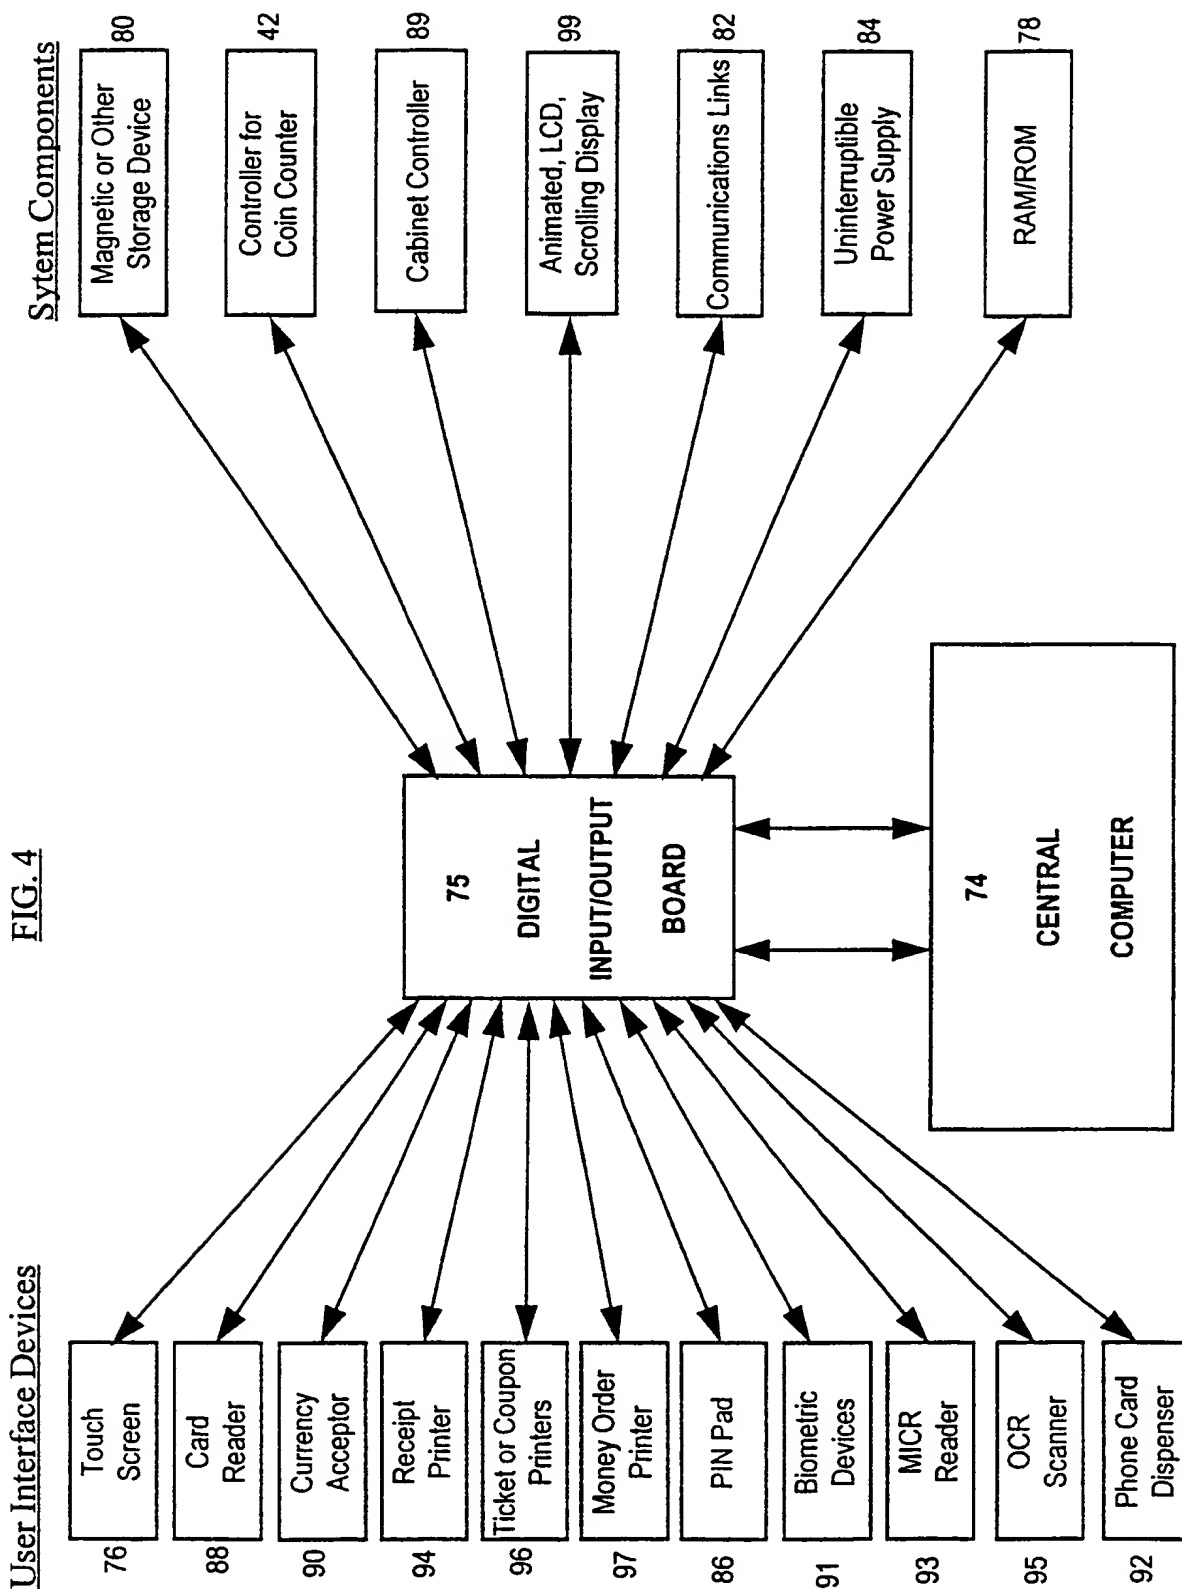 FIG. 4
User Interface Devices
76
Touch
Screen
88
Card
Reader
90
Currency
Acceptor
94
Receipt
Printer
96
Ticket or Coupon
Printers
97
Money Order
Printer
86
PIN Pad
91
Biometric
Devices
93
MICR
Reader
95
OCR
Scanner
92
Phone Card
Dispenser
75
DIGITAL
INPUT/OUTPUT
BOARD
74
CENTRAL
COMPUTER
Sytem Components
Magnetic or Other
Storage Device
80
Controller for
Coin Counter
42
Cabinet Controller
89
Animated, LCD,
Scrolling Display
99
Communications Links
82
Uninterruptible
Power Supply
84
RAM/ROM
78